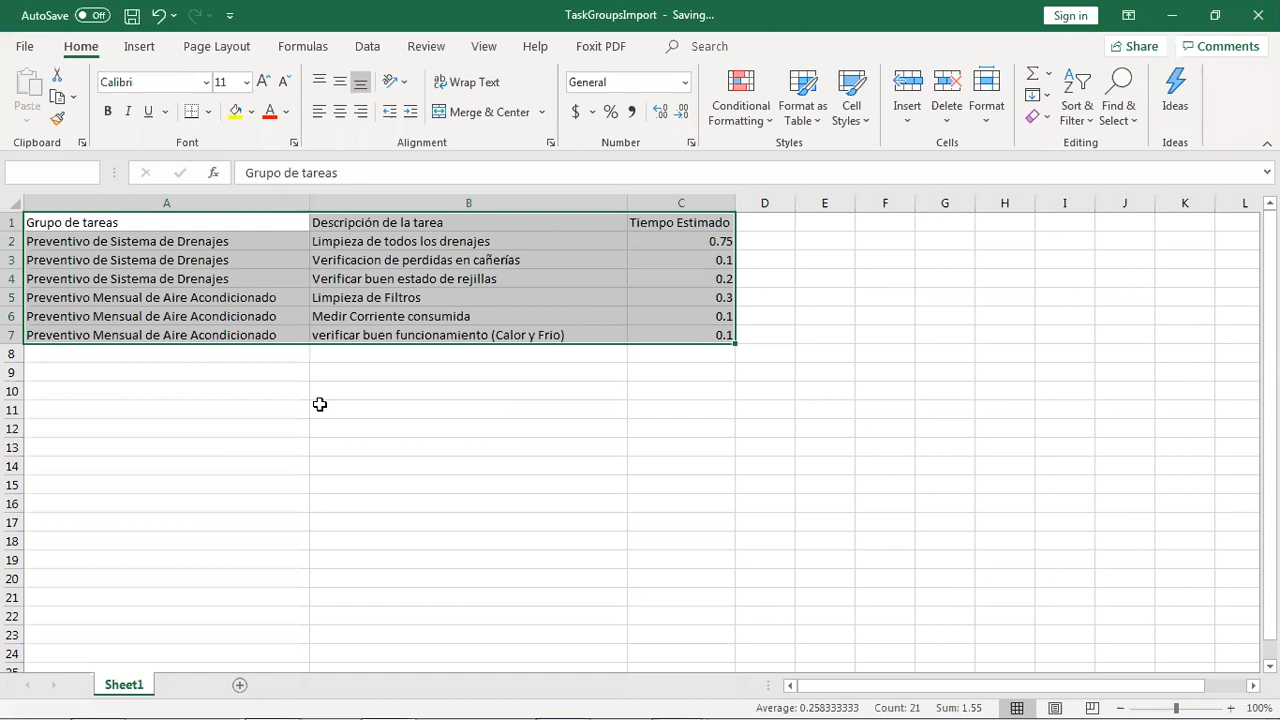 AutoSave Off TaskGroupsImport - Saving... Sign in
File Home Insert Page Layout Formulas Data Review View Help Foxit PDF Search Share Comments
Paste Calibri 11 Wrap Text General Conditional Formatting Format as Table Cell Styles Insert Delete Format Sort & Filter Find & Select Ideas
B I U Merge & Center $ % 9
Clipboard Font Alignment Number Styles Cells Editing Ideas
fx Grupo de tareas
A B C D E F G H I J K L
1 Grupo de tareas Descripción de la tarea Tiempo Estimado
2 Preventivo de Sistema de Drenajes Limpieza de todos los drenajes 0.75
3 Preventivo de Sistema de Drenajes Verificacion de perdidas en cañerías 0.1
4 Preventivo de Sistema de Drenajes Verificar buen estado de rejillas 0.2
5 Preventivo Mensual de Aire Acondicionado Limpieza de Filtros 0.3
6 Preventivo Mensual de Aire Acondicionado Medir Corriente consumida 0.1
7 Preventivo Mensual de Aire Acondicionado verificar buen funcionamiento (Calor y Frio) 0.1
8
9
10
11
12
13
14
15
16
17
18
19
20
21
22
23
24
25
Sheet1
Average: 0.258333333 Count: 21 Sum: 1.55 100%